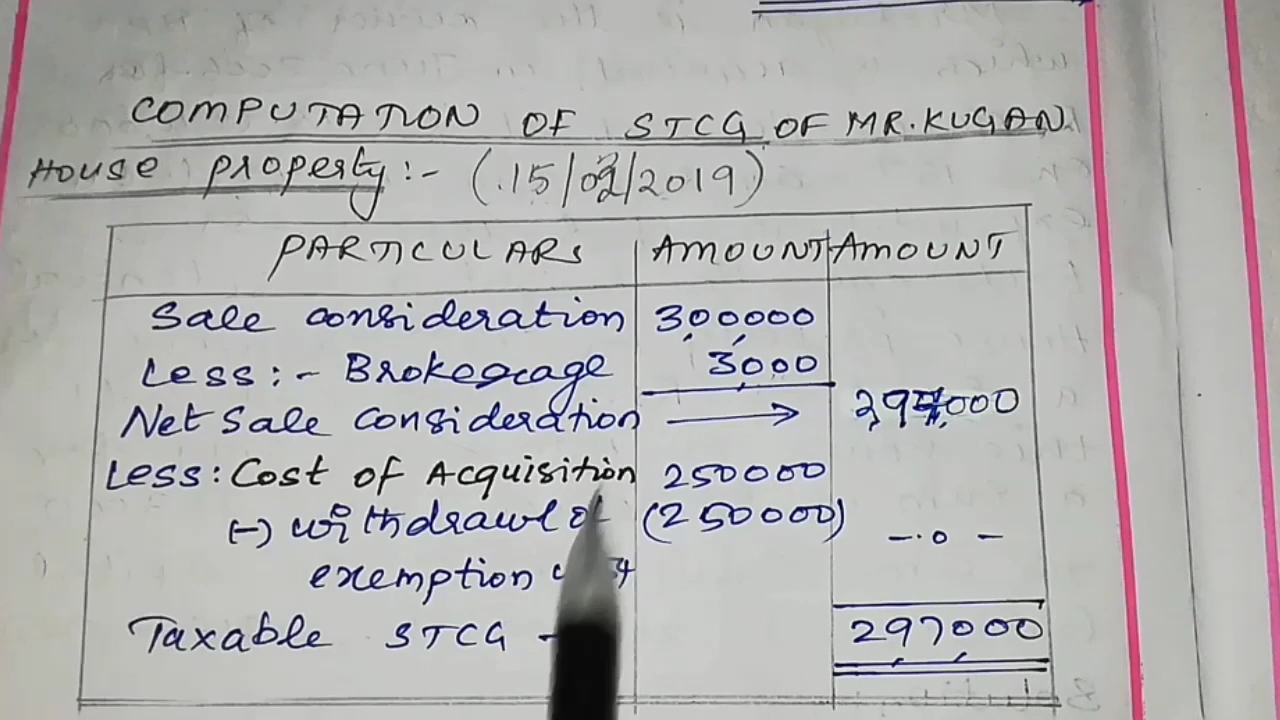 COMPUTATION OF STCG OF MR.KUGAN
House property:- (15/02/2019)
PARTICULARS AMOUNT AMOUNT
Sale consideration 300000
Less:- Brokerage 3000
Net Sale consideration → 297000
Less: Cost of Acquisition 250000
(-) withdrawl (250000) -.0 -
exemption
Taxable STCG - 297000